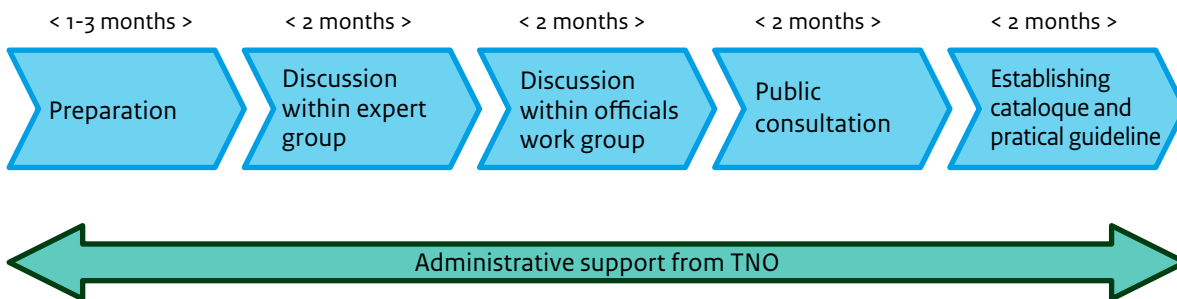 < 1-3 months >
< 2 months >
< 2 months >
< 2 months >
< 2 months >
Preparation
Discussion
within expert
group
Discussion
within officials
work group
Public
consultation
Establishing
cataloque and
pratical guideline
Administrative support from TNO